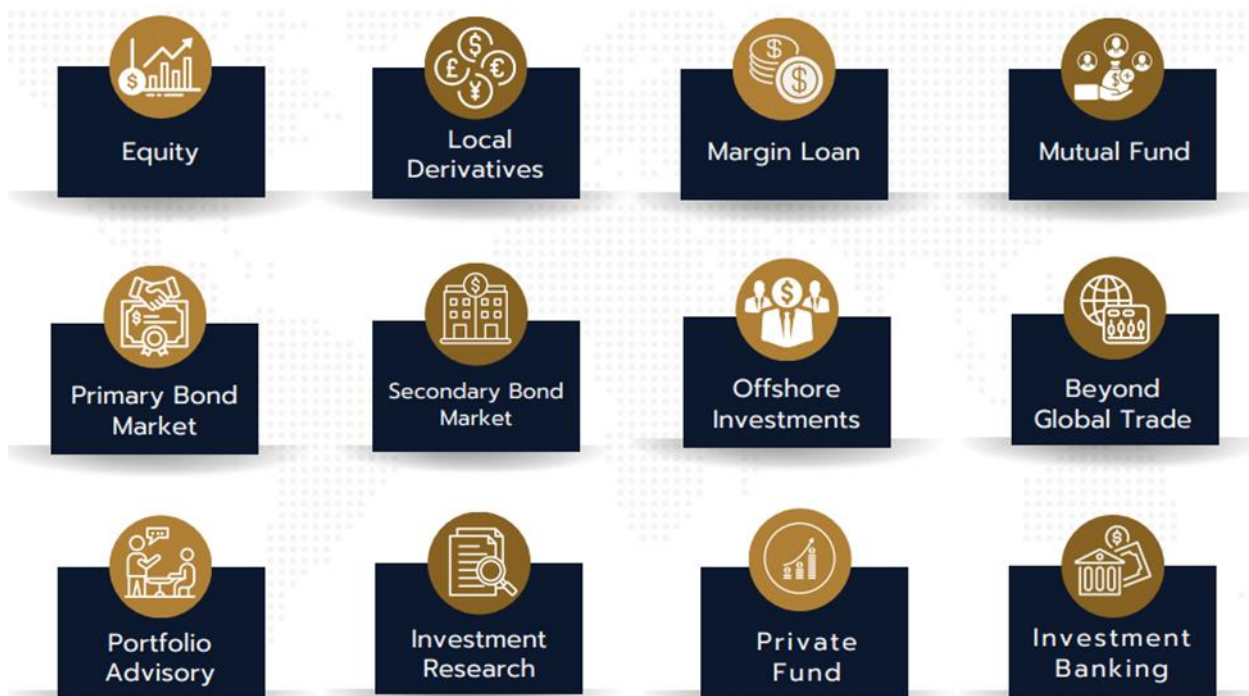 Equity
Local
Derivatives
Margin Loan
Mutual Fund
Primary Bond
Market
Secondary Bond
Market
Offshore
Investments
Beyond
Global Trade
Portfolio
Advisory
Investment
Research
Private
Fund
Investment
Banking